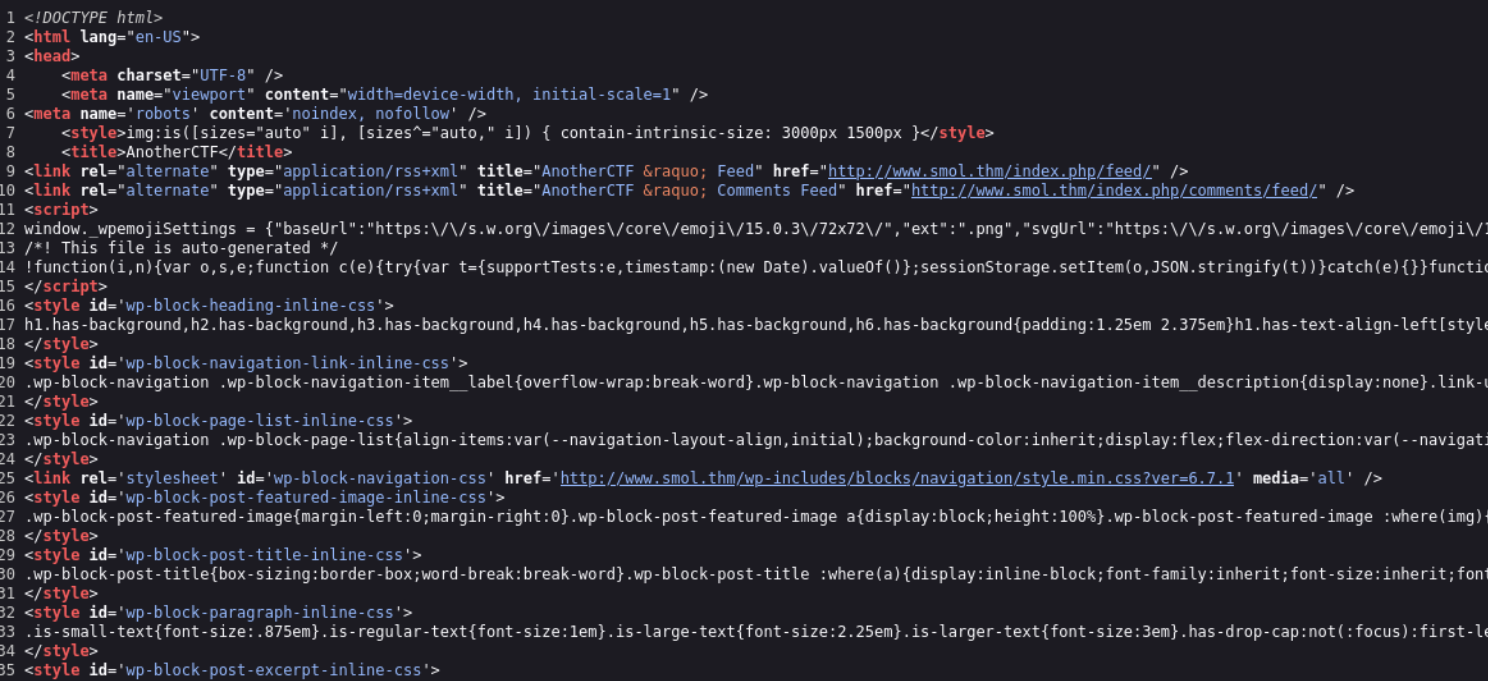 1 <!DOCTYPE html>
2 <html lang="en-US">
3 <head>
4     <meta charset="UTF-8" />
5     <meta name="viewport" content="width=device-width, initial-scale=1" />
6 <meta name='robots' content='noindex, nofollow' />
7     <style>img:is([sizes="auto" i], [sizes^="auto," i]) { contain-intrinsic-size: 3000px 1500px }</style>
8     <title>AnotherCTF</title>
9 <link rel="alternate" type="application/rss+xml" title="AnotherCTF &raquo; Feed" href="http://www.smol.thm/index.php/feed/" />
10 <link rel="alternate" type="application/rss+xml" title="AnotherCTF &raquo; Comments Feed" href="http://www.smol.thm/index.php/comments/feed/" />
11 <script>
12 window._wpemojiSettings = {"baseUrl":"https:\/\/s.w.org\/images\/core\/emoji\/15.0.3\/72x72\/","ext":".png","svgUrl":"https:\/\/s.w.org\/images\/core\/emoji\/1
13 /*! This file is auto-generated */
14 !function(i,n){var o,s,e;function c(e){try{var t={supportTests:e,timestamp:(new Date).valueOf()};sessionStorage.setItem(o,JSON.stringify(t))}catch(e){}}functio
15 </script>
16 <style id='wp-block-heading-inline-css'>
17 h1.has-background,h2.has-background,h3.has-background,h4.has-background,h5.has-background,h6.has-background{padding:1.25em 2.375em}h1.has-text-align-left[style
18 </style>
19 <style id='wp-block-navigation-link-inline-css'>
20 .wp-block-navigation .wp-block-navigation-item__label{overflow-wrap:break-word}.wp-block-navigation .wp-block-navigation-item__description{display:none}.link-u
21 </style>
22 <style id='wp-block-page-list-inline-css'>
23 .wp-block-navigation .wp-block-page-list{align-items:var(--navigation-layout-align,initial);background-color:inherit;display:flex;flex-direction:var(--navigati
24 </style>
25 <link rel='stylesheet' id='wp-block-navigation-css' href='http://www.smol.thm/wp-includes/blocks/navigation/style.min.css?ver=6.7.1' media='all' />
26 <style id='wp-block-post-featured-image-inline-css'>
27 .wp-block-post-featured-image{margin-left:0;margin-right:0}.wp-block-post-featured-image a{display:block;height:100%}.wp-block-post-featured-image :where(img){
28 </style>
29 <style id='wp-block-post-title-inline-css'>
30 .wp-block-post-title{box-sizing:border-box;word-break:break-word}.wp-block-post-title :where(a){display:inline-block;font-family:inherit;font-size:inherit;font
31 </style>
32 <style id='wp-block-paragraph-inline-css'>
33 .is-small-text{font-size:.875em}.is-regular-text{font-size:1em}.is-large-text{font-size:2.25em}.is-larger-text{font-size:3em}.has-drop-cap:not(:focus):first-le
34 </style>
35 <style id='wp-block-post-excerpt-inline-css'>